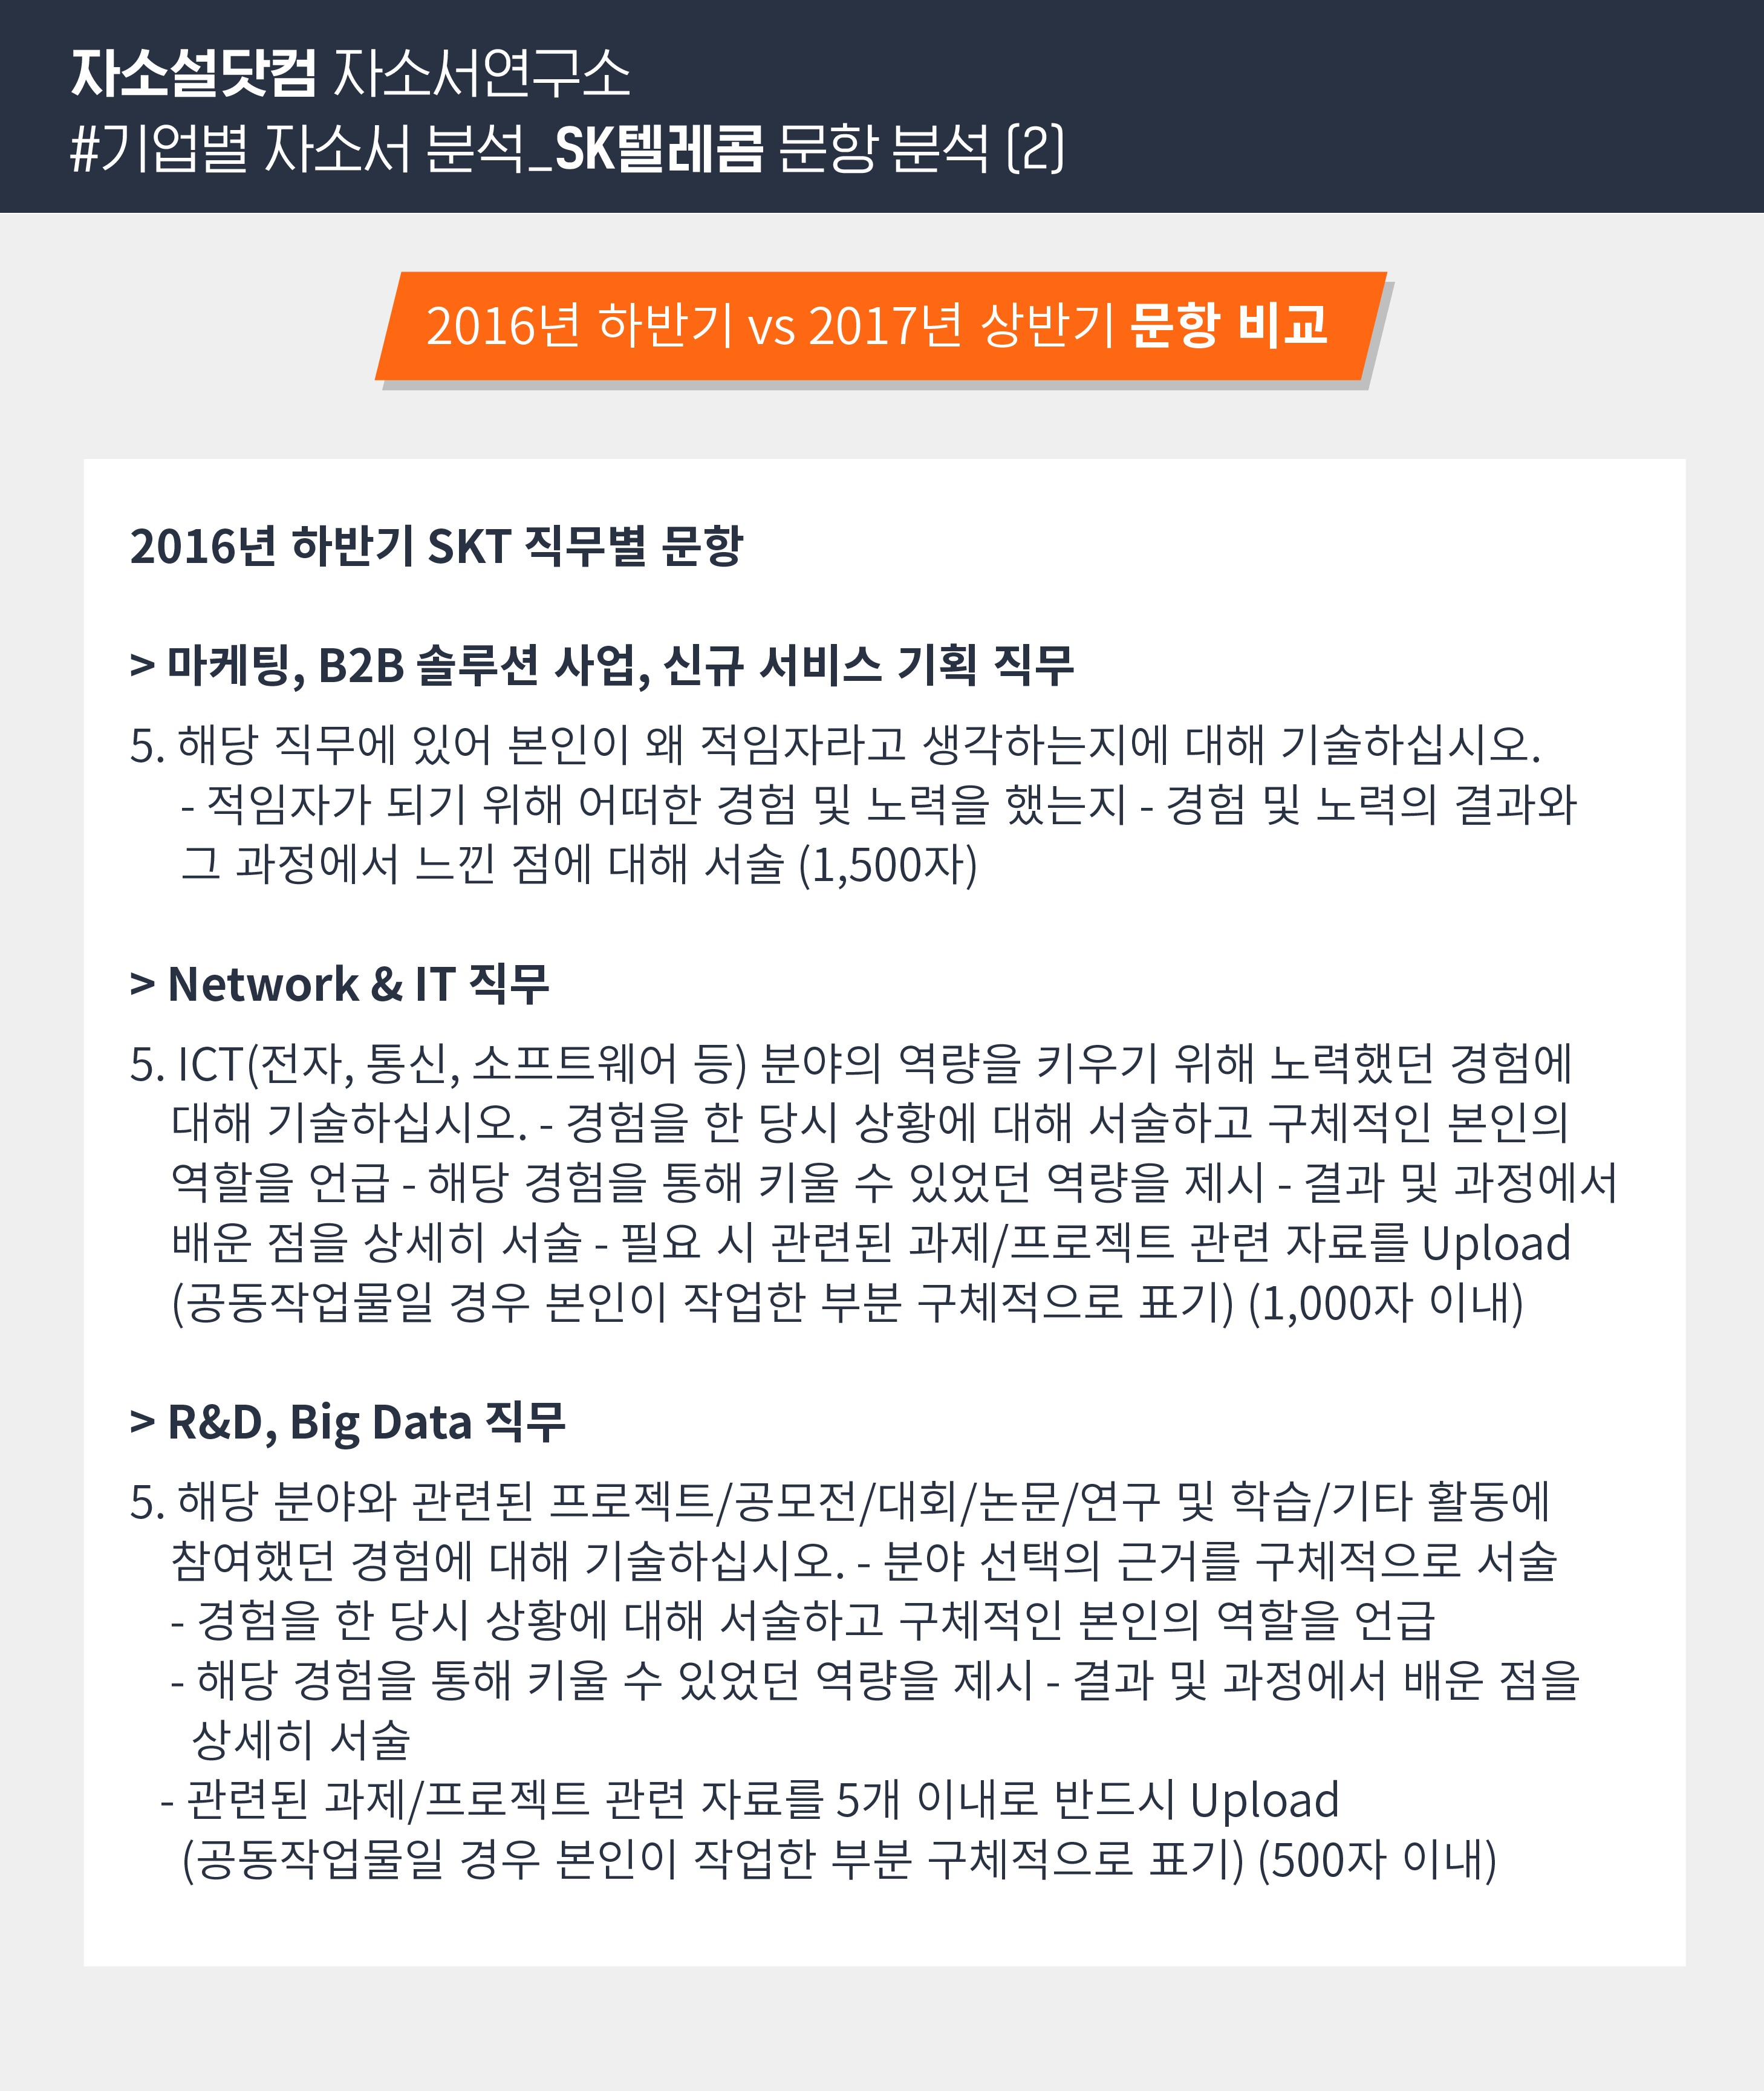 자소설닷컴 자소서연구소
#기업별 자소서 분석_SK텔레콤 문항 분석 (2)
2016년 하반기 vs 2017년 상반기 문항 비교
2016년 하반기 SKT 직무별 문항
> 마케팅, B2B 솔루션 사업, 신규 서비스 기획 직무
5. 해당 직무에 있어 본인이 왜 적임자라고 생각하는지에 대해 기술하십시오.
- 적임자가 되기 위해 어떠한 경험 및 노력을 했는지 - 경험 및 노력의 결과와
그 과정에서 느낀 점에 대해 서술 (1,500자)
> Network & IT 직무
5. ICT(전자, 통신, 소프트웨어 등) 분야의 역량을 키우기 위해 노력했던 경험에
대해 기술하십시오. - 경험을 한 당시 상황에 대해 서술하고 구체적인 본인의
역할을 언급 - 해당 경험을 통해 키울 수 있었던 역량을 제시 - 결과 및 과정에서
배운 점을 상세히 서술 - 필요 시 관련된 과제/프로젝트 관련 자료를 Upload
(공동작업물일 경우 본인이 작업한 부분 구체적으로 표기) (1,000자 이내)
> R&D, Big Data 직무
5. 해당 분야와 관련된 프로젝트/공모전/대회/논문/연구 및 학습/기타 활동에
참여했던 경험에 대해 기술하십시오. - 분야 선택의 근거를 구체적으로 서술
- 경험을 한 당시 상황에 대해 서술하고 구체적인 본인의 역할을 언급
- 해당 경험을 통해 키울 수 있었던 역량을 제시 - 결과 및 과정에서 배운 점을
상세히 서술
- 관련된 과제/프로젝트 관련 자료를 5개 이내로 반드시 Upload
(공동작업물일 경우 본인이 작업한 부분 구체적으로 표기) (500자 이내)